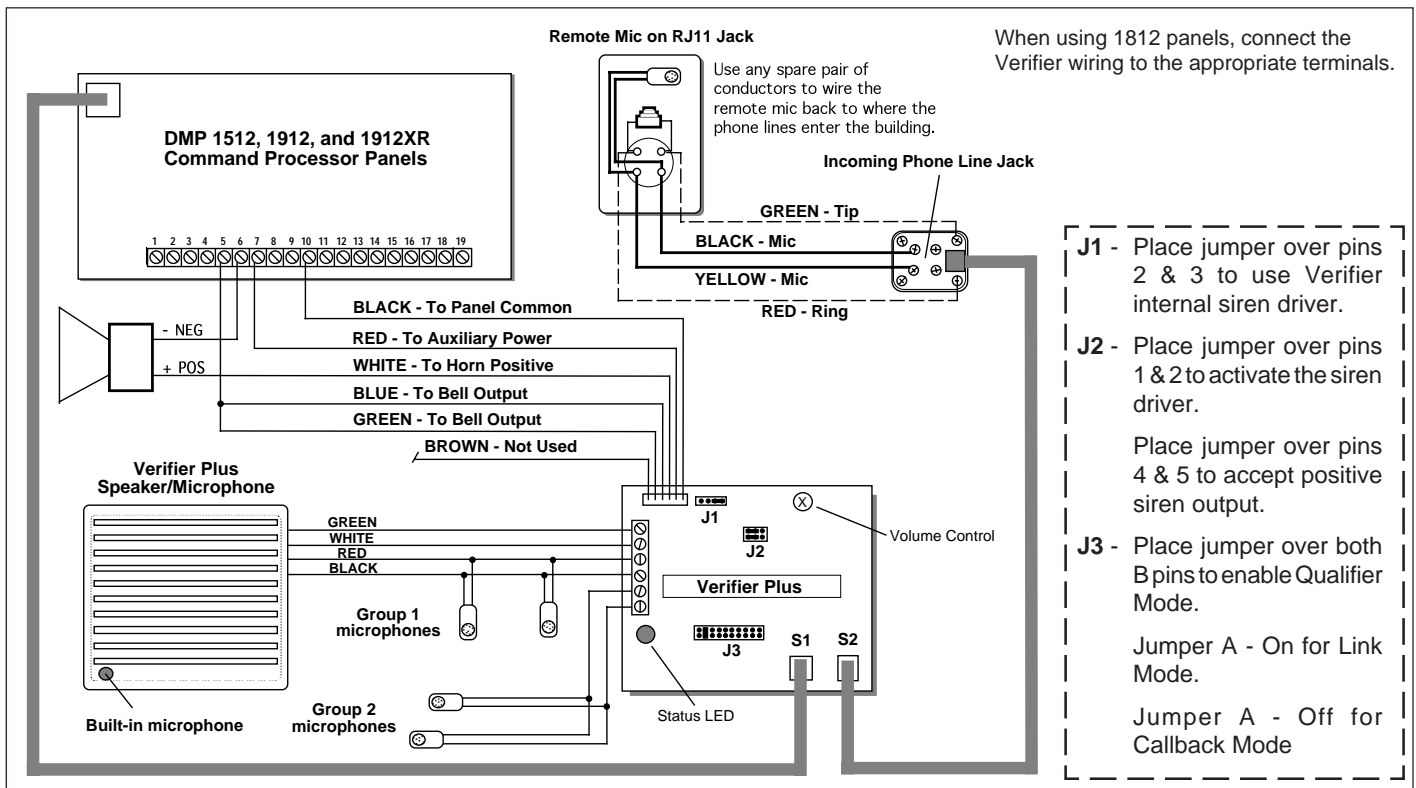 Remote Mic on RJ11 Jack
When using 1812 panels, connect the
Verifier wiring to the appropriate terminals.
Use any spare pair of
conductors to wire the
remote mic back to where the
phone lines enter the building.
DMP 1512, 1912, and 1912XR
Command Processor Panels
Incoming Phone Line Jack
GREEN - Tip
BLACK - Mic
YELLOW - Mic
RED - Ring
1 2 3 4 5 6 7 8 9 10 11 12 13 14 15 16 17 18 19
- NEG
+ POS
BLACK - To Panel Common
RED - To Auxiliary Power
WHITE - To Horn Positive
BLUE - To Bell Output
GREEN - To Bell Output
BROWN - Not Used
Verifier Plus
Speaker/Microphone
GREEN
WHITE
RED
BLACK
Group 1
microphones
Group 2
microphones
Built-in microphone
J1
X
J2
Volume Control
Verifier Plus
J3
S1
S2
Status LED
J1 - Place jumper over pins
2 & 3 to use Verifier
internal siren driver.
J2 - Place jumper over pins
1 & 2 to activate the siren
driver.
Place jumper over pins
4 & 5 to accept positive
siren output.
J3 - Place jumper over both
B pins to enable Qualifier
Mode.
Jumper A - On for Link
Mode.
Jumper A - Off for
Callback Mode